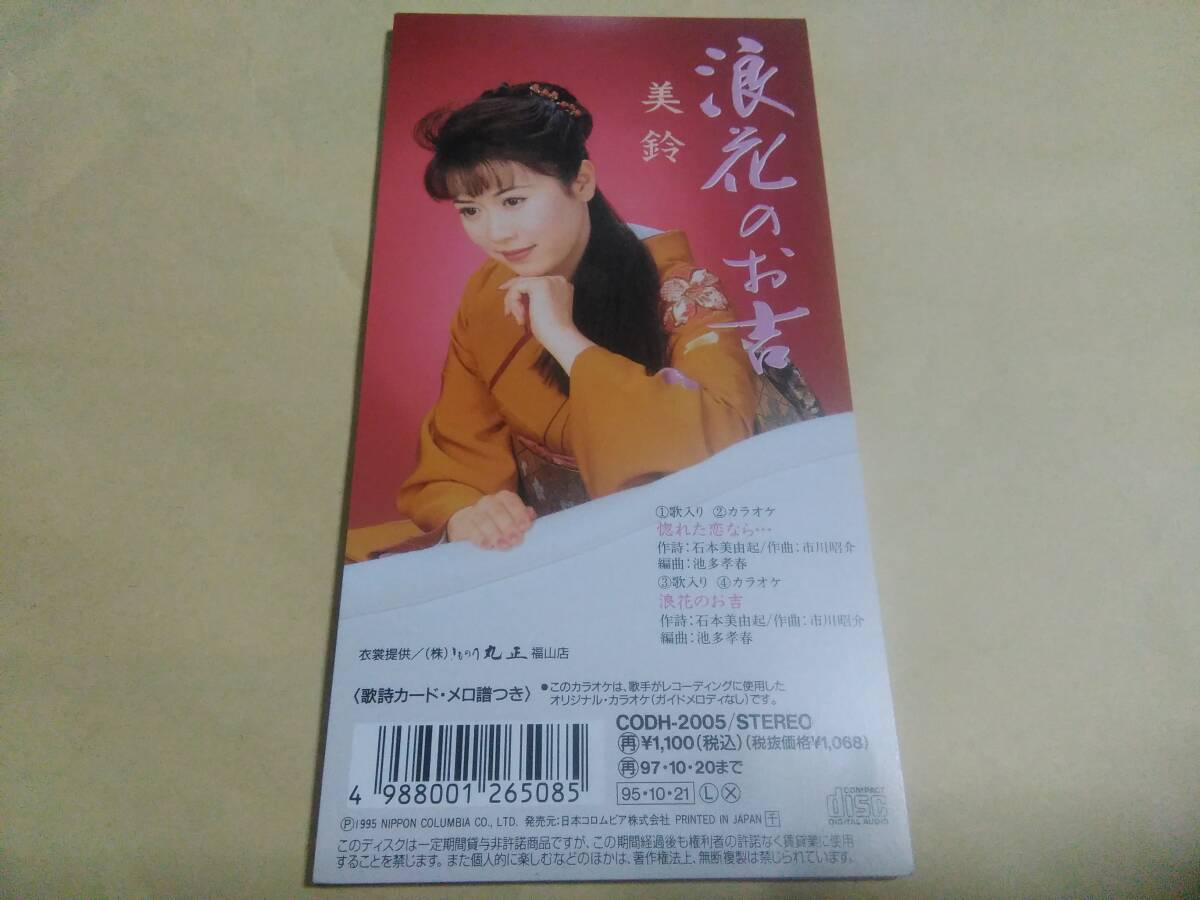 浪花のお吉
美鈴
①歌入り ②カラオケ
惚れた恋なら…
作詩：石本美由起/作曲：市川昭介
編曲：池多孝春
③歌入り ④カラオケ
浪花のお吉
作詩：石本美由起/作曲：市川昭介
編曲：池多孝春
衣裳提供／(株)きもの丸正 福山店
〈歌詩カード・メロ譜つき〉
●このカラオケは、歌手がレコーディングに使用した
オリジナル・カラオケ(ガイドメロディなし)です。
CODH-2005/STEREO
再¥1,100(税込)(税抜価格¥1,068)
再97・10・20まで
95・10・21 Ⓛ Ⓧ
4 988001 265085
COMPACT
disc
DIGITAL AUDIO
Ⓟ1995 NIPPON COLUMBIA CO., LTD. 発売元：日本コロムビア株式会社 PRINTED IN JAPAN 千
このディスクは一定期間貸与非許諾商品ですが、この期間経過後も権利者の許諾なく賃貸業に使用
することを禁じます。また個人的に楽しむなどのほかは、著作権法上、無断複製は禁じられています。